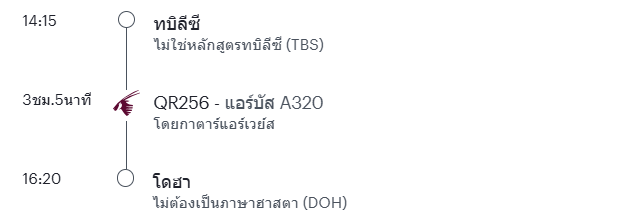 14:15
ทบิลีซี
ไม่ใช่หลักสูตรทบิลีซี (TBS)
3ชม.5นาที
QR256 - แอร์บัส A320
โดยกาตาร์แอร์เวย์ส
16:20
โดฮา
ไม่ต้องเป็นภาษาฮาสตา (DOH)